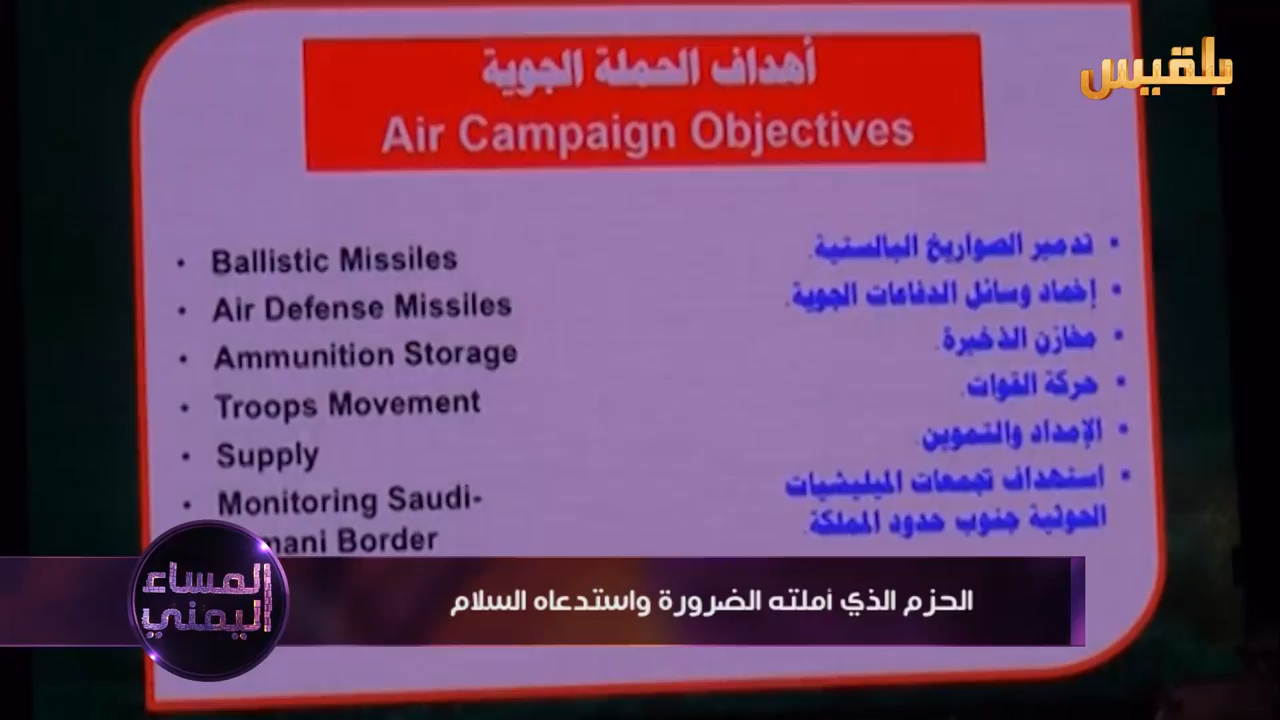 بلقيس
أهداف الحملة الجوية
Air Campaign Objectives
• Ballistic Missiles
• Air Defense Missiles
• Ammunition Storage
• Troops Movement
• Supply
• Monitoring Saudi-
mani Border
• تدمير الصواريخ البالستية.
• إخماد وسائل الدفاعات الجوية.
• مخازن الذخيرة.
• حركة القوات.
• الإمداد والتموين.
• استهداف تجمعات الميليشيات
الحوثية جنوب حدود المملكة.
المساء
اليمني
الحزم الذي أملته الضرورة واستدعاه السلام